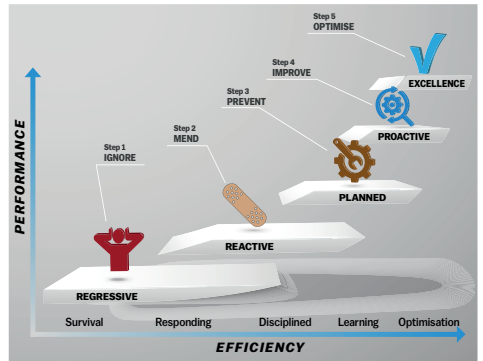 Step 5
OPTIMISE
Step 4
IMPROVE
EXCELLENCE
Step 3
PREVENT
Step 2
MEND
PROACTIVE
Step 1
IGNORE
PLANNED
PERFORMANCE
REACTIVE
REGRESSIVE
Survival Responding Disciplined Learning Optimisation
EFFICIENCY